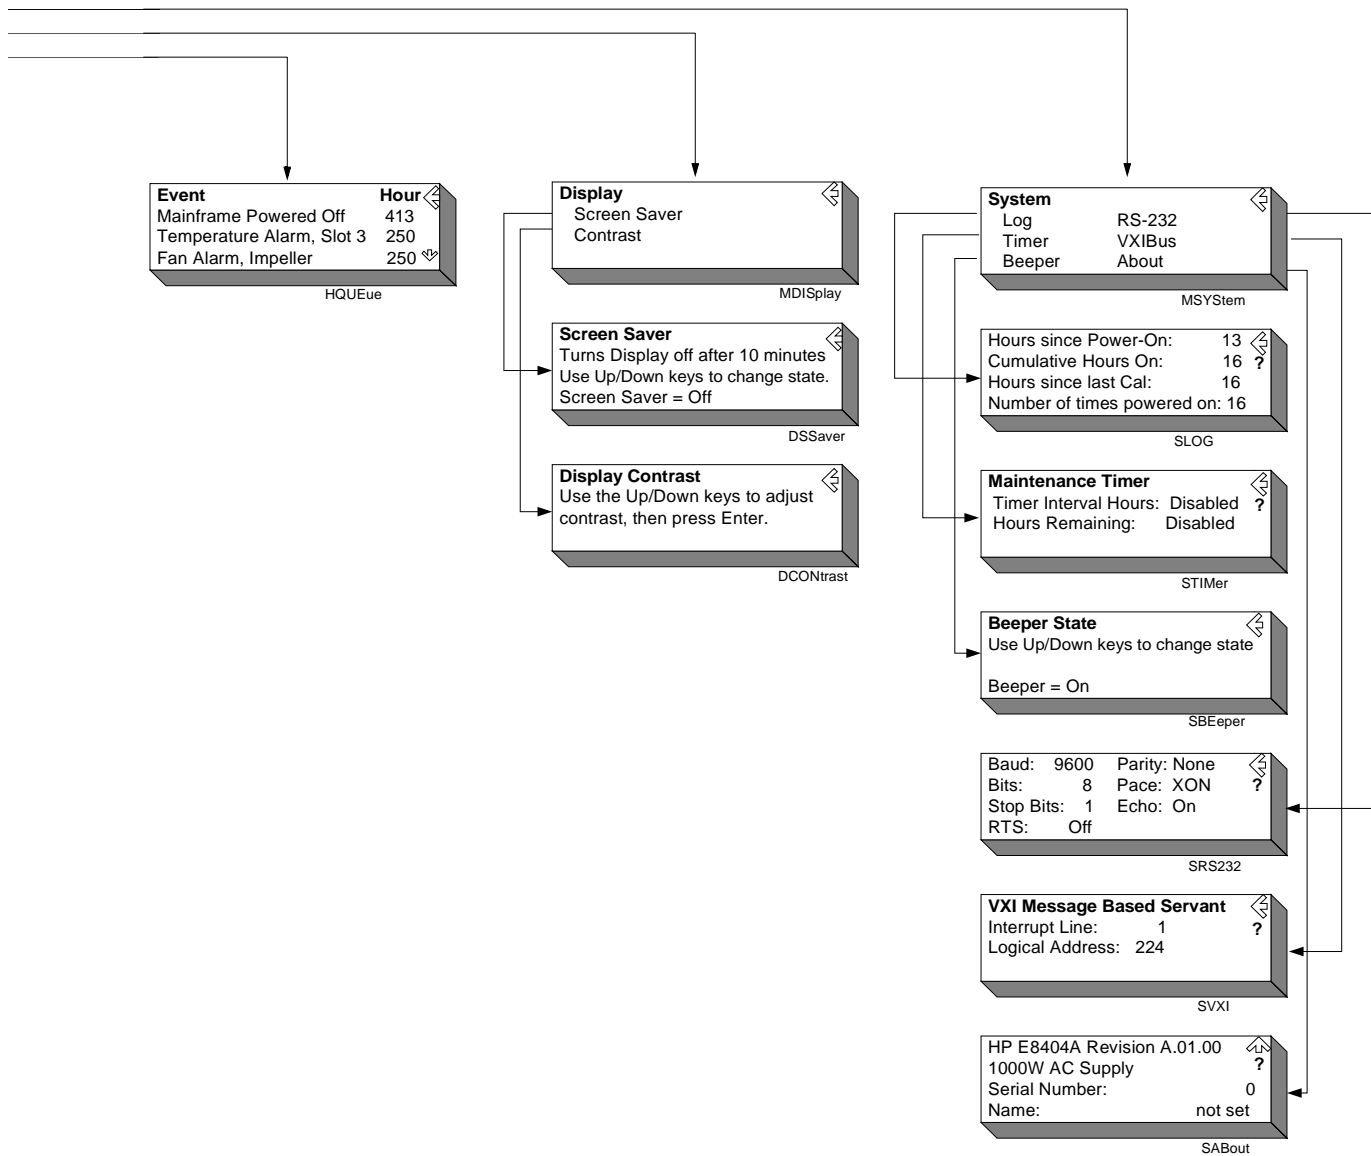 Event Hour
Mainframe Powered Off 413
Temperature Alarm, Slot 3 250
Fan Alarm, Impeller 250
HQUEue
Display
Screen Saver
Contrast
MDISplay
Screen Saver
Turns Display off after 10 minutes
Use Up/Down keys to change state.
Screen Saver = Off
DSSaver
Display Contrast
Use the Up/Down keys to adjust
contrast, then press Enter.
DCONtrast
System
Log RS-232
Timer VXIBus
Beeper About
MSYStem
Hours since Power-On: 13
Cumulative Hours On: 16 ?
Hours since last Cal: 16
Number of times powered on: 16
SLOG
Maintenance Timer
Timer Interval Hours: Disabled ?
Hours Remaining: Disabled
STIMer
Beeper State
Use Up/Down keys to change state
Beeper = On
SBEeper
Baud: 9600 Parity: None
Bits: 8 Pace: XON ?
Stop Bits: 1 Echo: On
RTS: Off
SRS232
VXI Message Based Servant
Interrupt Line: 1 ?
Logical Address: 224
SVXI
HP E8404A Revision A.01.00
1000W AC Supply ?
Serial Number: 0
Name: not set
SABout